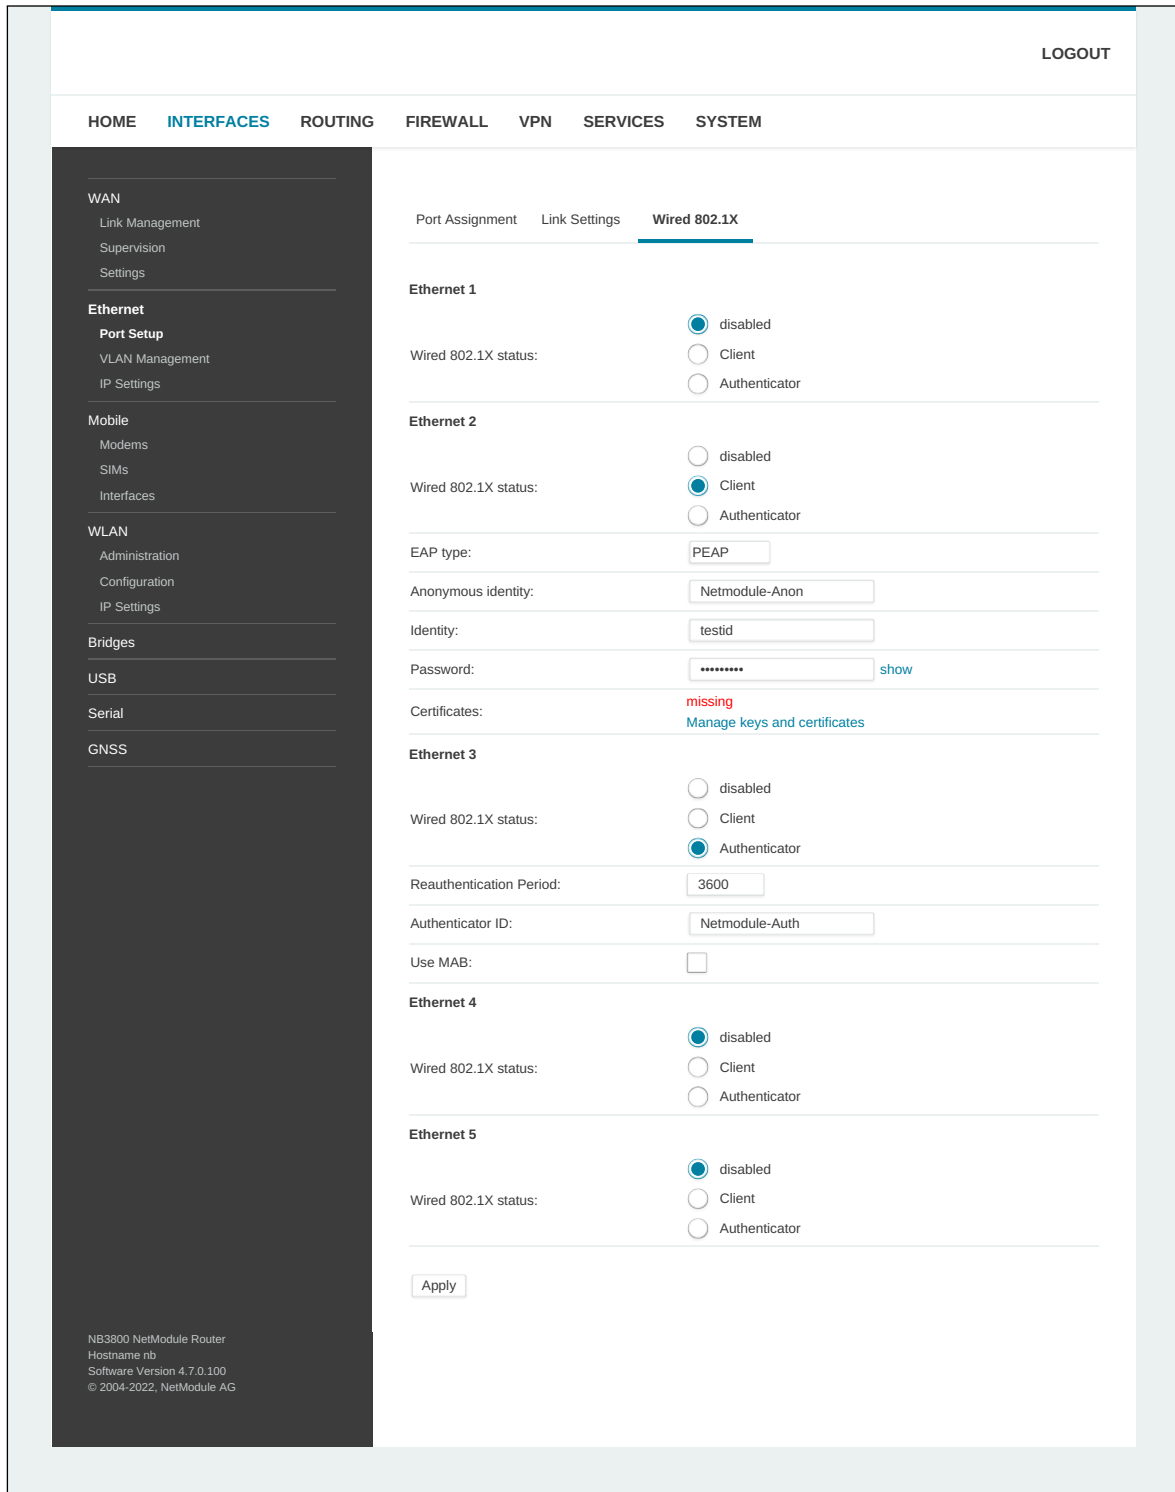 LOGOUT
HOME INTERFACES ROUTING FIREWALL VPN SERVICES SYSTEM
WAN
Link Management
Supervision
Settings
Ethernet
Port Setup
VLAN Management
IP Settings
Mobile
Modems
SIMs
Interfaces
WLAN
Administration
Configuration
IP Settings
Bridges
USB
Serial
GNSS
NB3800 NetModule Router
Hostname nb
Software Version 4.7.0.100
© 2004-2022, NetModule AG
Port Assignment Link Settings Wired 802.1X
Ethernet 1
Wired 802.1X status:
disabled
Client
Authenticator
Ethernet 2
Wired 802.1X status:
disabled
Client
Authenticator
EAP type: PEAP
Anonymous identity: Netmodule-Anon
Identity: testid
Password: ••••••••• show
Certificates:
missing
Manage keys and certificates
Ethernet 3
Wired 802.1X status:
disabled
Client
Authenticator
Reauthentication Period: 3600
Authenticator ID: Netmodule-Auth
Use MAB:
Ethernet 4
Wired 802.1X status:
disabled
Client
Authenticator
Ethernet 5
Wired 802.1X status:
disabled
Client
Authenticator
Apply